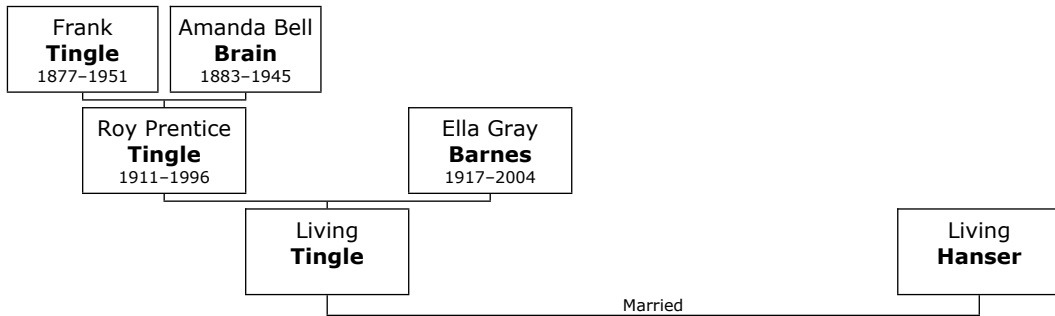 Frank
Tingle
1877–1951
Amanda Bell
Brain
1883–1945
Roy Prentice
Tingle
1911–1996
Ella Gray
Barnes
1917–2004
Living
Tingle
Living
Hanser
Married